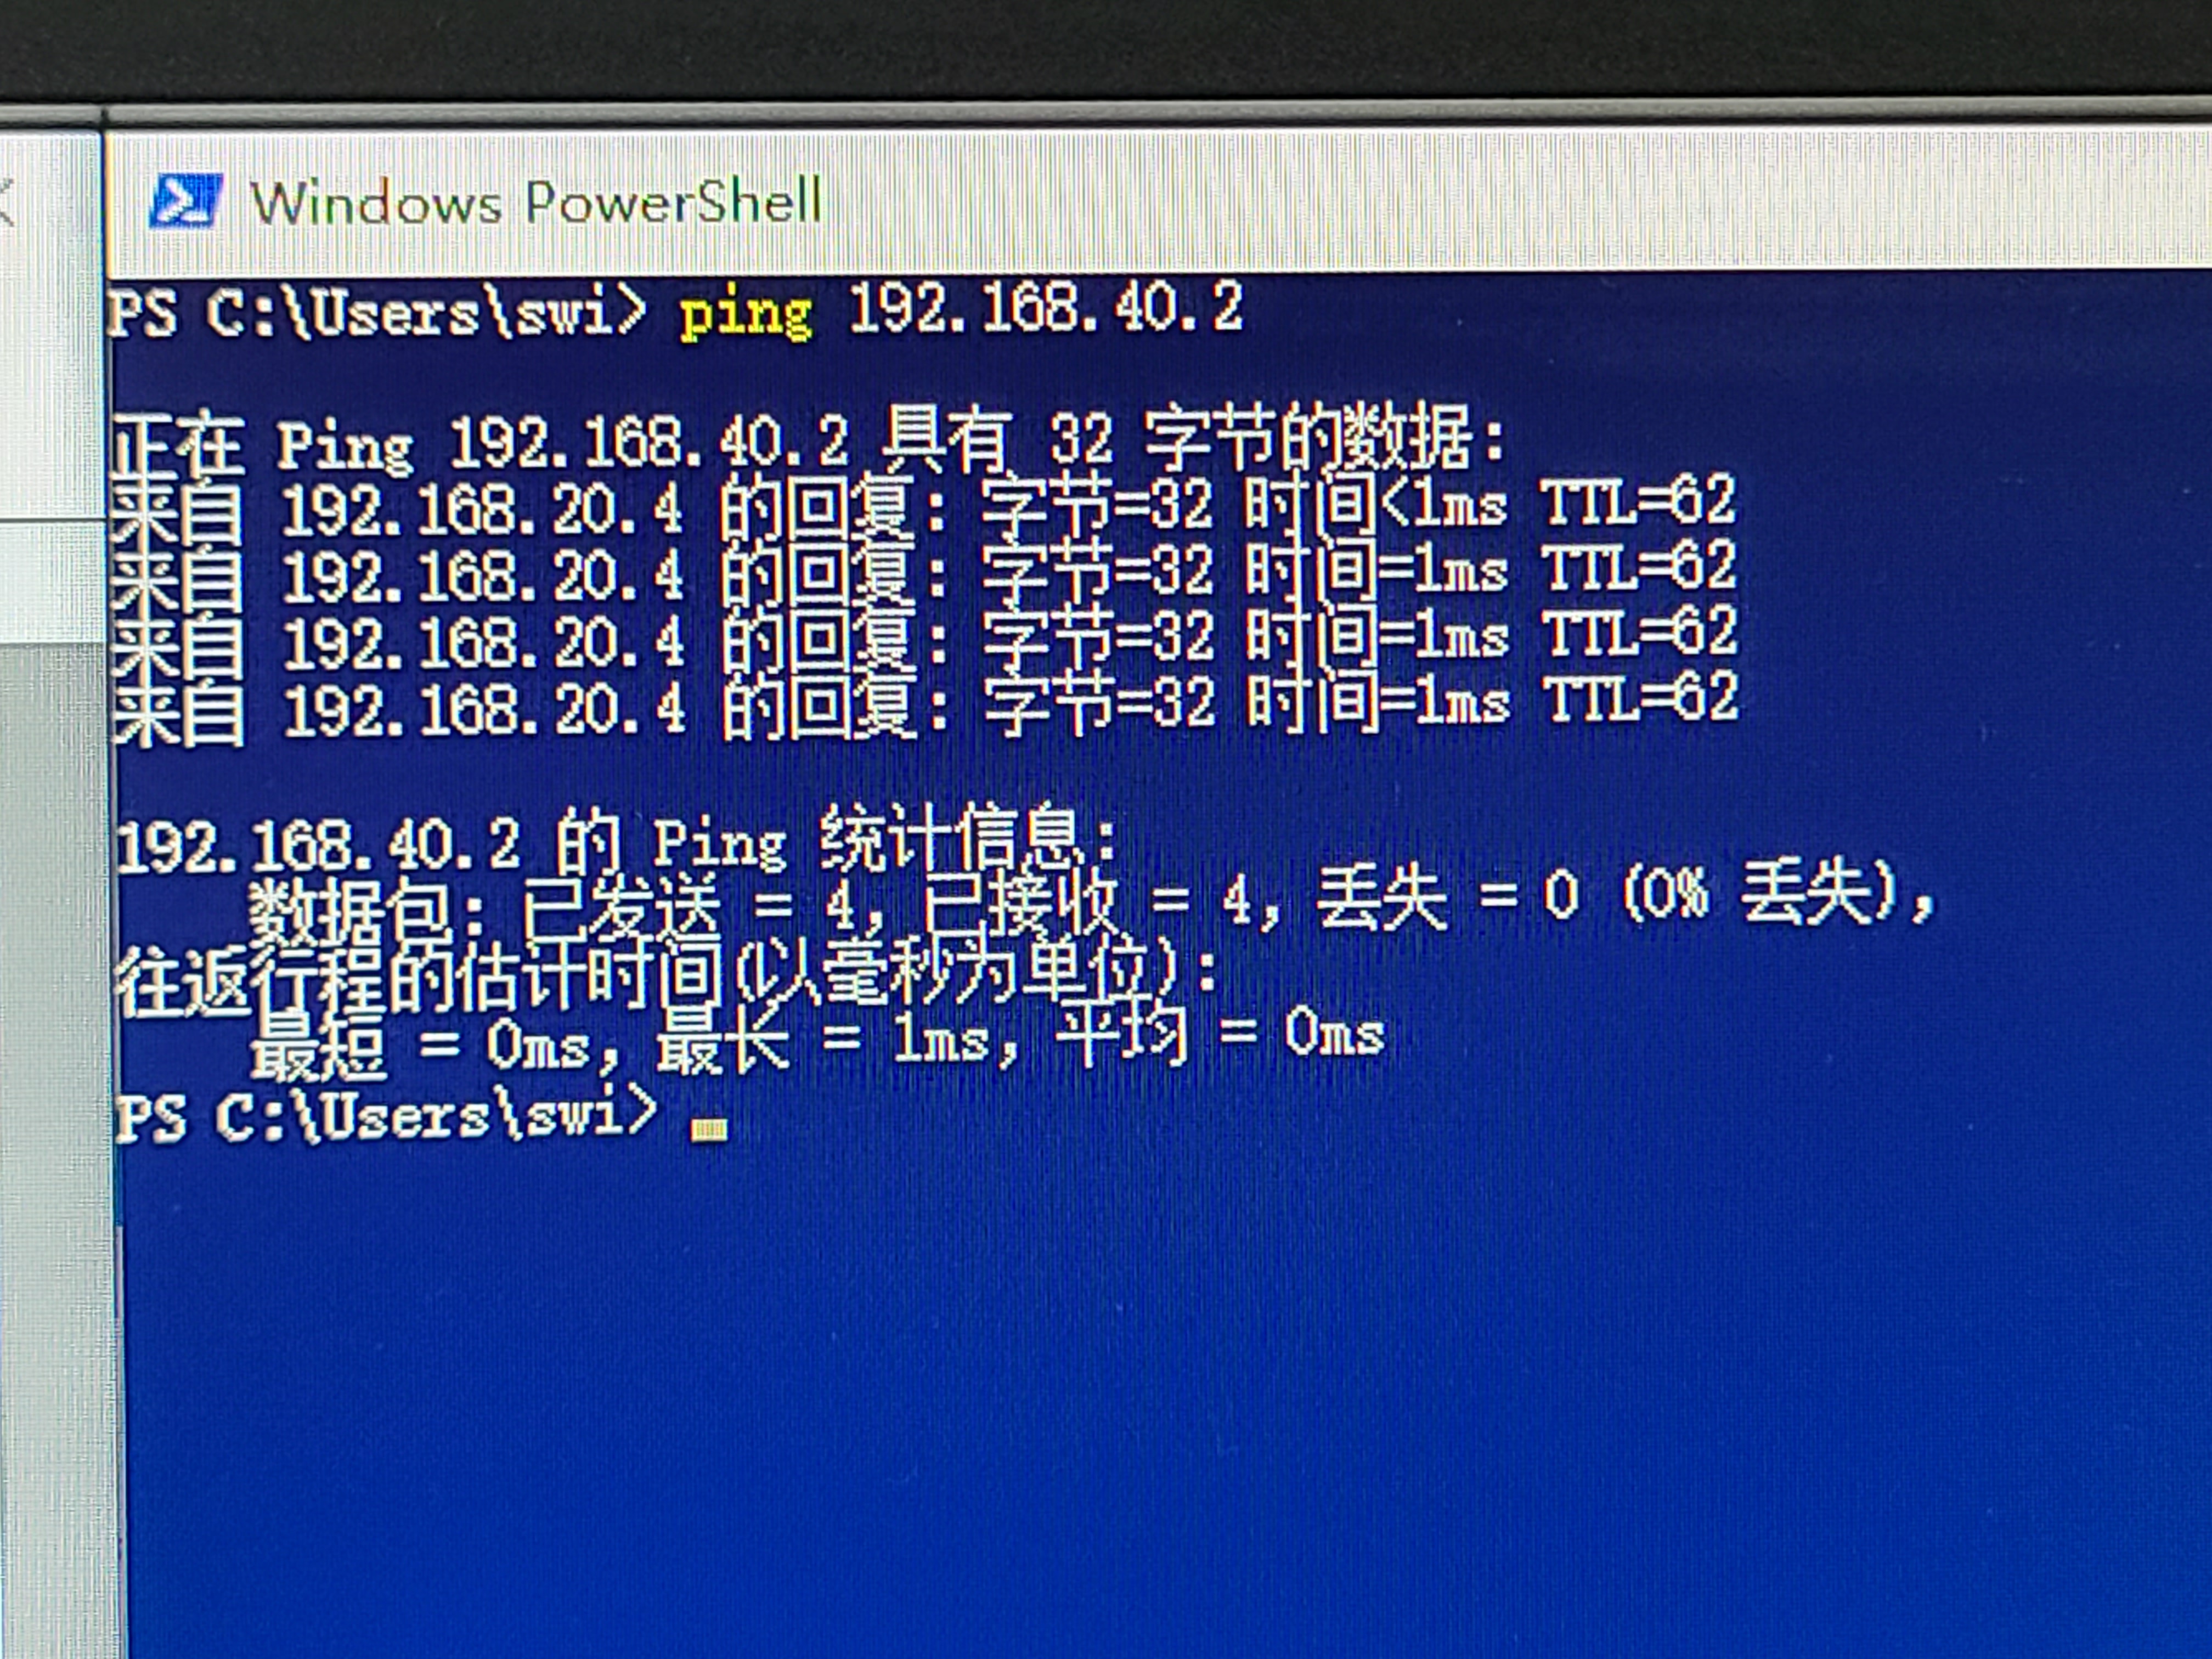 Windows PowerShell
PS C:\Users\swi> ping 192.168.40.2
正在 Ping 192.168.40.2 具有 32 字节的数据:
来自 192.168.20.4 的回复: 字节=32 时间<1ms TTL=62
来自 192.168.20.4 的回复: 字节=32 时间=1ms TTL=62
来自 192.168.20.4 的回复: 字节=32 时间=1ms TTL=62
来自 192.168.20.4 的回复: 字节=32 时间=1ms TTL=62
192.168.40.2 的 Ping 统计信息:
数据包: 已发送 = 4, 已接收 = 4, 丢失 = 0 (0% 丢失),
往返行程的估计时间(以毫秒为单位):
最短 = 0ms, 最长 = 1ms, 平均 = 0ms
PS C:\Users\swi>